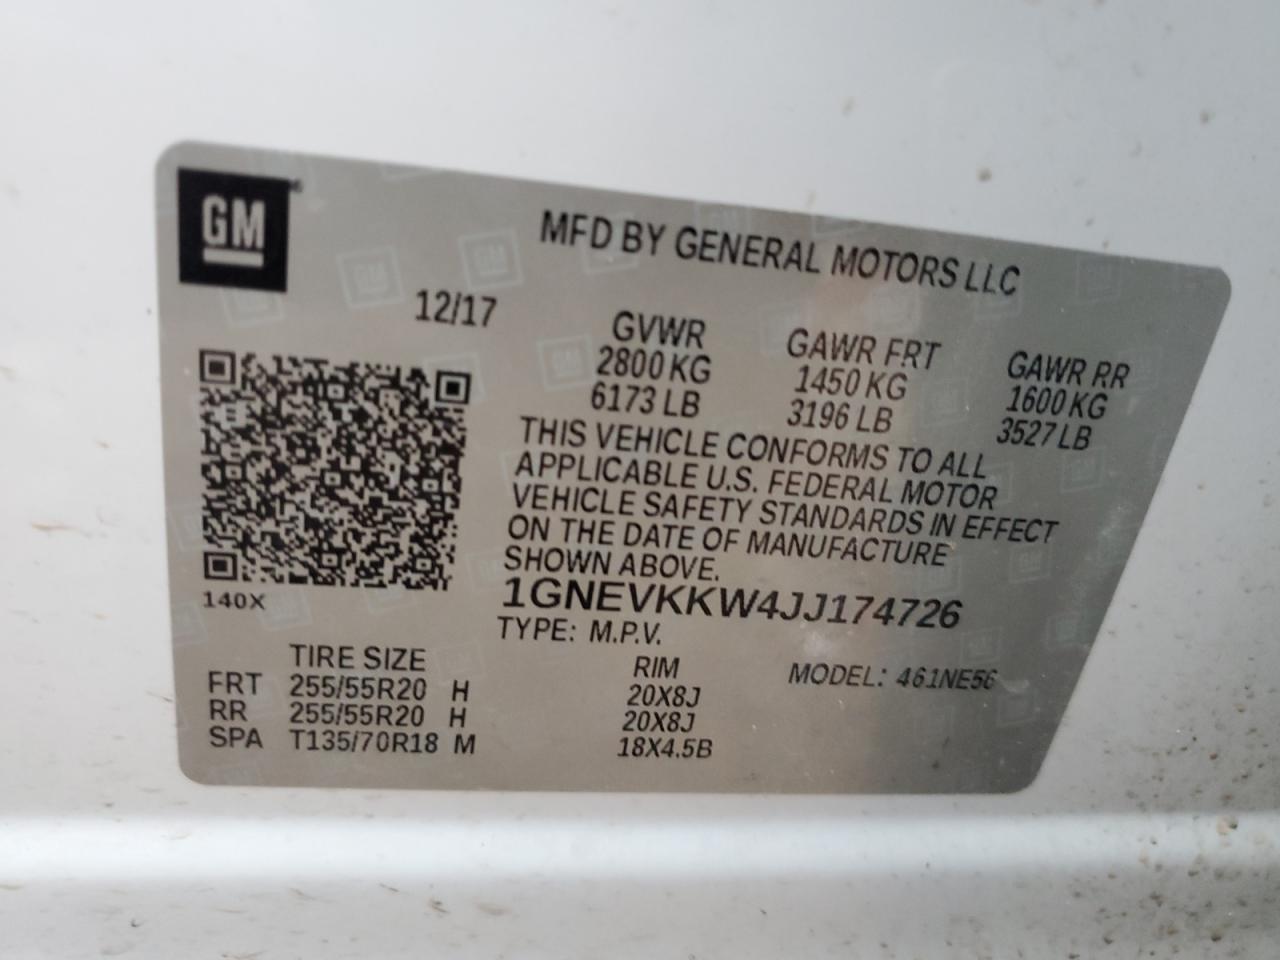 GM
MFD BY GENERAL MOTORS LLC
12/17
GVWR GAWR FRT GAWR RR
2800 KG 1450 KG 1600 KG
6173 LB 3196 LB 3527 LB
THIS VEHICLE CONFORMS TO ALL
APPLICABLE U.S. FEDERAL MOTOR
VEHICLE SAFETY STANDARDS IN EFFECT
ON THE DATE OF MANUFACTURE
SHOWN ABOVE.
1GNEVKKW4JJ174726
140X
TYPE: M.P.V.
MODEL: 461NE56
TIRE SIZE RIM
FRT 255/55R20 H 20X8J
RR 255/55R20 H 20X8J
SPA T135/70R18 M 18X4.5B